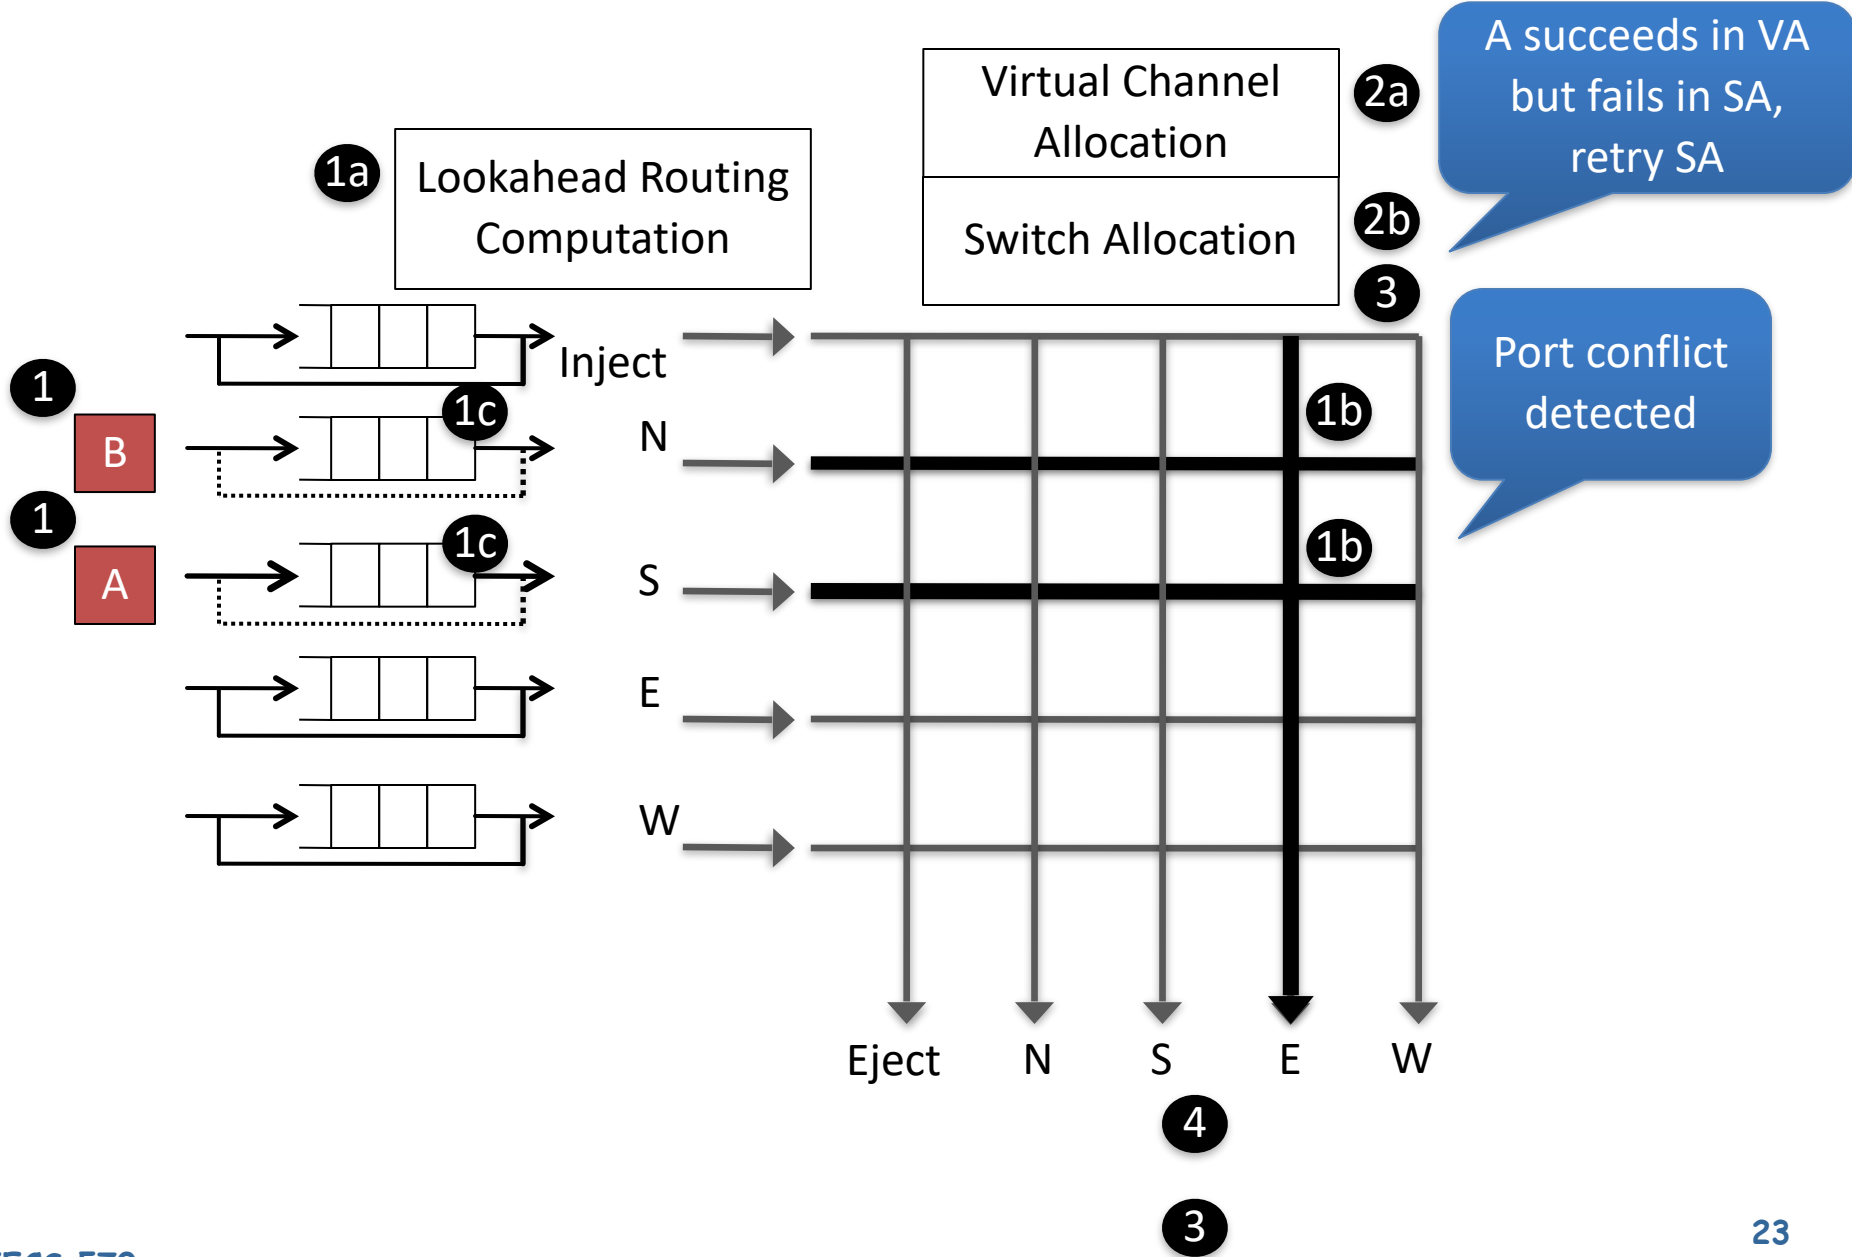 A succeeds in VA
but fails in SA,
retry SA
Virtual Channel
Allocation
2a
1a
Lookahead Routing
Computation
Switch Allocation
2b
3
Port conflict
detected
Inject
1
B
1c
N
1b
1
A
1c
S
1b
E
W
Eject N S E W
4
3
23